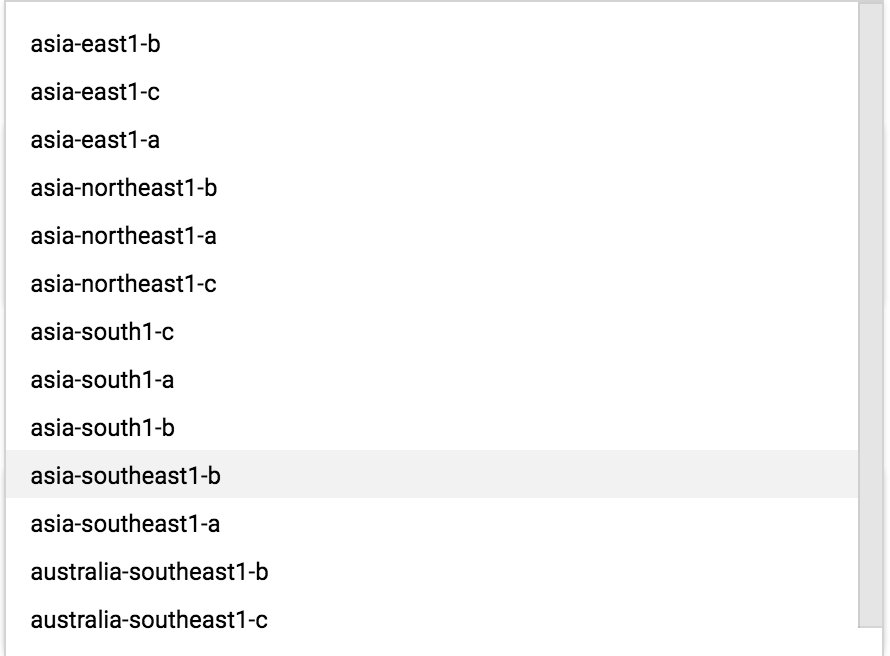 asia-east1-b
asia-east1-c
asia-east1-a
asia-northeast1-b
asia-northeast1-a
asia-northeast1-c
asia-south1-c
asia-south1-a
asia-south1-b
asia-southeast1-b
asia-southeast1-a
australia-southeast1-b
australia-southeast1-c